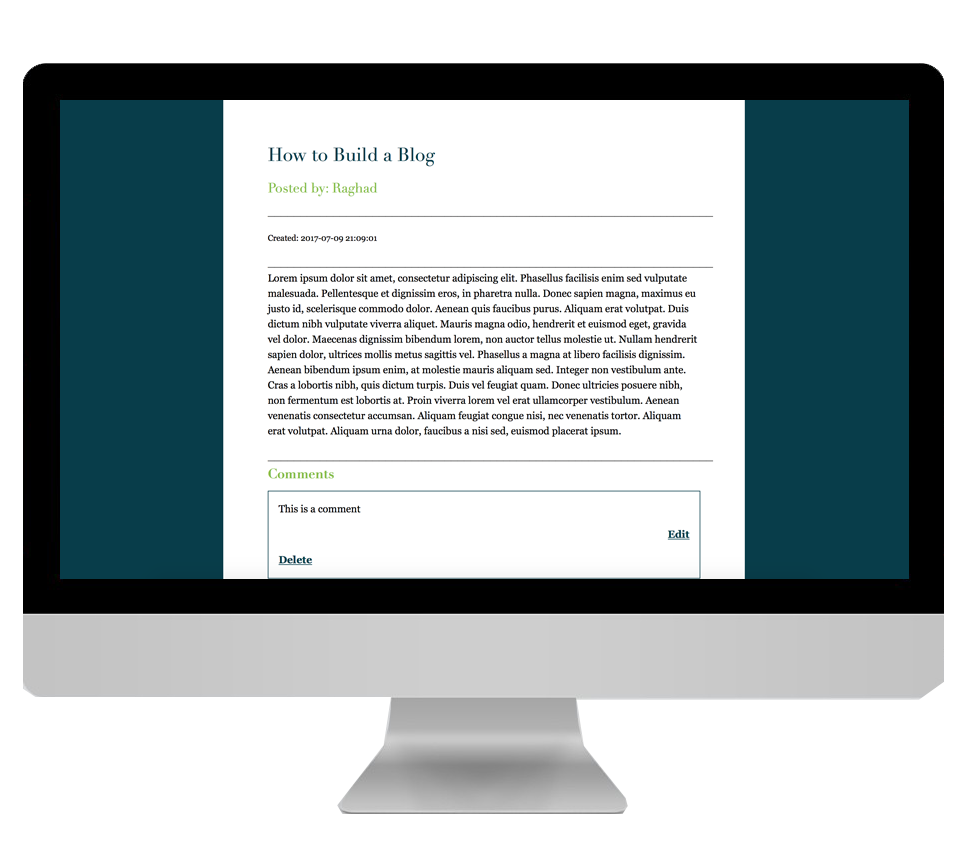 How to Build a Blog
Posted by: Raghad
Created: 2017-07-09 21:09:01
Lorem ipsum dolor sit amet, consectetur adipiscing elit. Phasellus facilisis enim sed vulputate
malesuada. Pellentesque et dignissim eros, in pharetra nulla. Donec sapien magna, maximus eu
justo id, scelerisque commodo dolor. Aenean quis faucibus purus. Aliquam erat volutpat. Duis
dictum nibh vulputate viverra aliquet. Mauris magna odio, hendrerit et euismod eget, gravida
vel dolor. Maecenas dignissim bibendum lorem, non auctor tellus molestie ut. Nullam hendrerit
sapien dolor, ultrices mollis metus sagittis vel. Phasellus a magna at libero facilisis dignissim.
Aenean bibendum ipsum enim, at molestie mauris aliquam sed. Integer non vestibulum ante.
Cras a lobortis nibh, quis dictum turpis. Duis vel feugiat quam. Donec ultricies posuere nibh,
non fermentum est lobortis at. Proin viverra lorem vel erat ullamcorper vestibulum. Aenean
venenatis consectetur accumsan. Aliquam feugiat congue nisi, nec venenatis tortor. Aliquam
erat volutpat. Aliquam urna dolor, faucibus a nisi sed, euismod placerat ipsum.
Comments
This is a comment
Edit
Delete